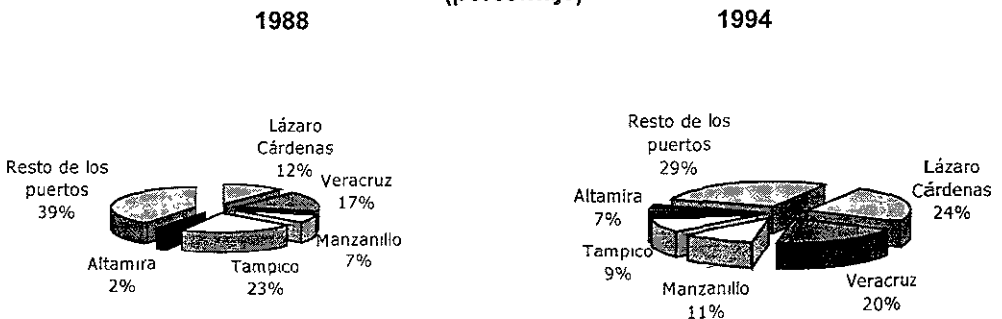 1988
1994
Lázaro
Cárdenas
12%
Veracruz
17%
Manzanillo
7%
Tampico
23%
Altamira
2%
Resto de los
puertos
39%
Resto de los
puertos
29%
Lázaro
Cárdenas
24%
Veracruz
20%
Manzanillo
11%
Tampico
9%
Altamira
7%